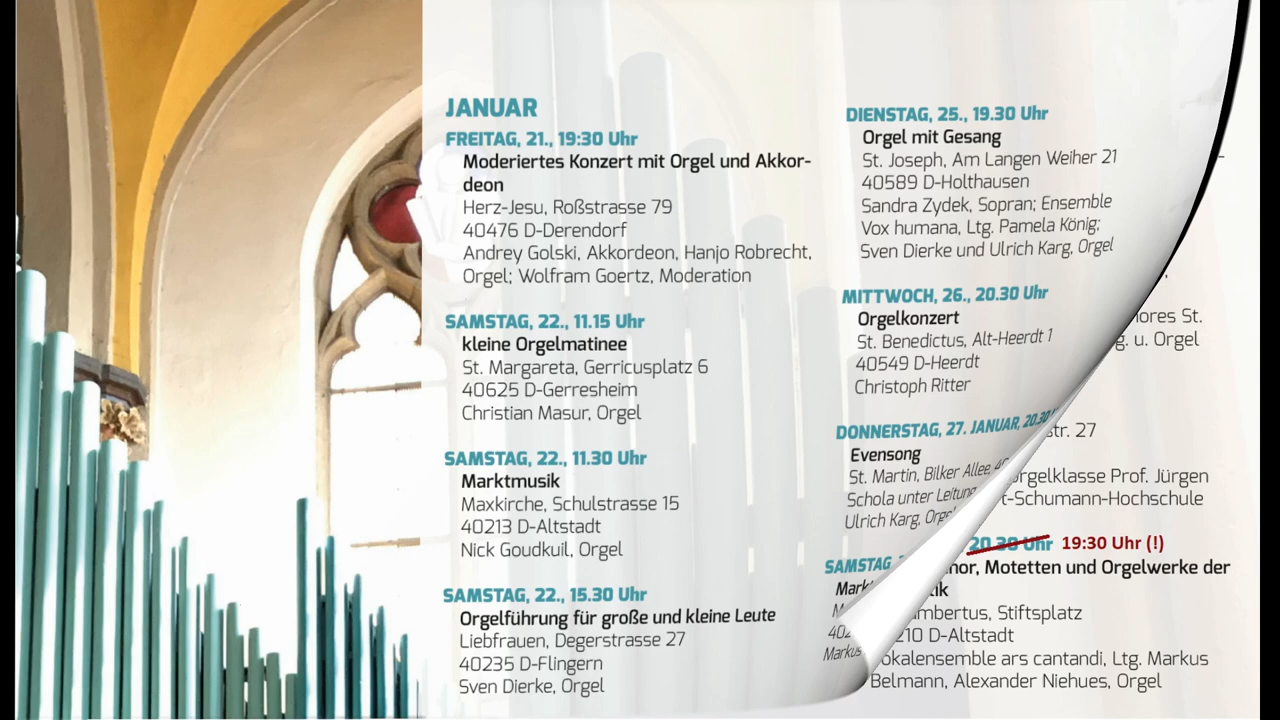 JANUAR
FREITAG, 21., 19:30 Uhr
Moderiertes Konzert mit Orgel und Akkor-
deon
Herz-Jesu, Roßstrasse 79
40476 D-Derendorf
Andrey Golski, Akkordeon, Hanjo Robrecht,
Orgel; Wolfram Goertz, Moderation
SAMSTAG, 22., 11.15 Uhr
kleine Orgelmatinee
St. Margareta, Gerricusplatz 6
40625 D-Gerresheim
Christian Masur, Orgel
SAMSTAG, 22., 11.30 Uhr
Marktmusik
Maxkirche, Schulstrasse 15
40213 D-Altstadt
Nick Goudkuil, Orgel
SAMSTAG, 22., 15.30 Uhr
Orgelführung für große und kleine Leute
Liebfrauen, Degerstrasse 27
40235 D-Flingern
Sven Dierke, Orgel
DIENSTAG, 25., 19.30 Uhr
Orgel mit Gesang
St. Joseph, Am Langen Weiher 21
40589 D-Holthausen
Sandra Zydek, Sopran; Ensemble
Vox humana, Ltg. Pamela König;
Sven Dierke und Ulrich Karg, Orgel
MITTWOCH, 26., 20.30 Uhr
Orgelkonzert
St. Benedictus, Alt-Heerdt 1
40549 D-Heerdt
Christoph Ritter
DONNERSTAG, 27. JANUAR, 20.30
Evensong
St. Martin, Bilker Allee
Schola unter Leitung
Ulrich Karg,
SAMSTAG
Markus
St.
g. u. Orgel
str. 27
Prof. Jürgen
t-Schumann-Hochschule
20.30 Uhr 19:30 Uhr (!)
Motetten und Orgelwerke der
Stiftsplatz
D-Altstadt
ars cantandi, Ltg. Markus
Belmann, Alexander Niehues, Orgel